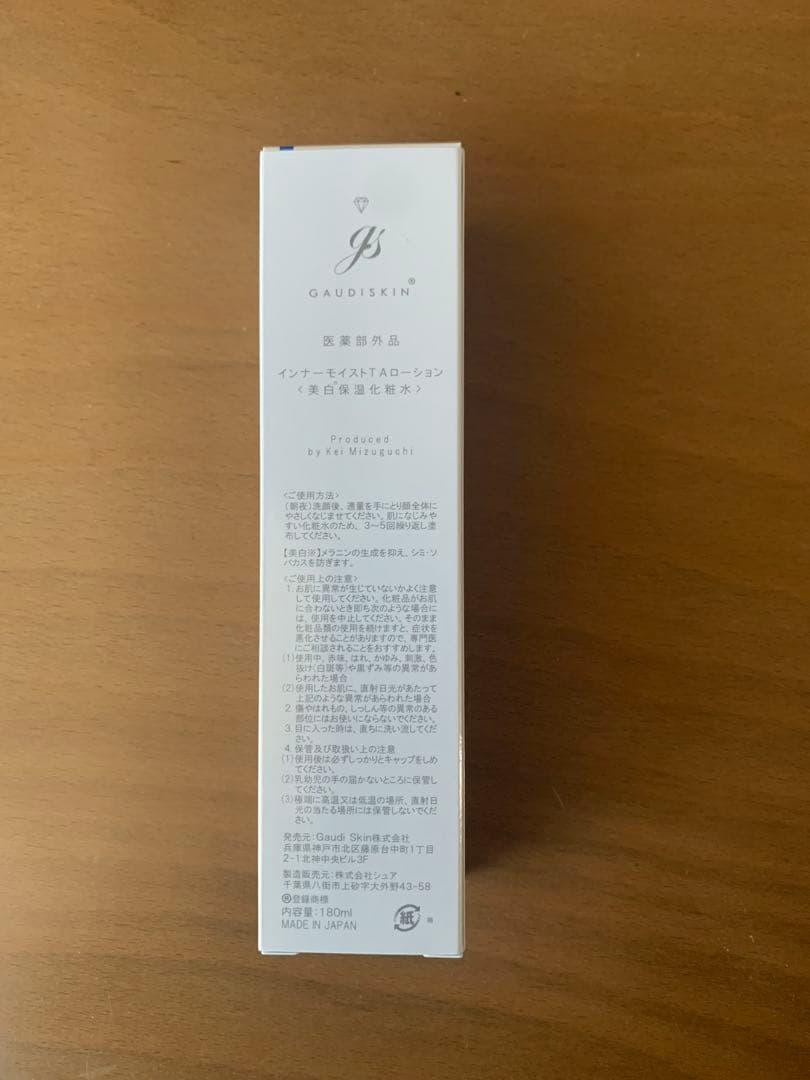 gs
GAUDISKIN®
医薬部外品
インナーモイストTAローション
〈美白※保湿化粧水〉
Produced
by Kei Mizuguchi
〈ご使用方法〉
(朝夜)洗顔後、適量を手にとり顔全体に
やさしくなじませてください。肌になじみや
すい化粧水のため、3〜5回繰り返し塗
布してください。
【美白※】メラニンの生成を抑え、シミ・ソ
バカスを防ぎます。
〈ご使用上の注意〉
1. お肌に異常が生じていないかよく注意
して使用してください。化粧品がお肌
に合わないとき即ち次のような場合に
は、使用を中止してください。そのまま
化粧品類の使用を続けますと、症状を
悪化させることがありますので、専門医
にご相談されることをおすすめします。
(1)使用中、赤味、はれ、かゆみ、刺激、色
抜け(白斑等)や黒ずみ等の異常があ
らわれた場合
(2)使用したお肌に、直射日光があたって
上記のような異常があらわれた場合
2. 傷やはれもの、しっしん等の異常のある
部位にはお使いにならないでください。
3. 目に入った時は、直ちに洗い流してくだ
さい。
4. 保管及び取扱い上の注意
(1)使用後は必ずしっかりとキャップをしめ
てください。
(2)乳幼児の手の届かないところに保管し
てください。
(3)極端に高温又は低温の場所、直射日
光の当たる場所には保管しないでくだ
さい。
発売元:Gaudi Skin株式会社
兵庫県神戸市北区藤原台中町1丁目
2-1北神中央ビル3F
製造販売元:株式会社シュア
千葉県八街市上砂字大外野43-58
®登録商標
内容量:180ml
MADE IN JAPAN
紙
箱